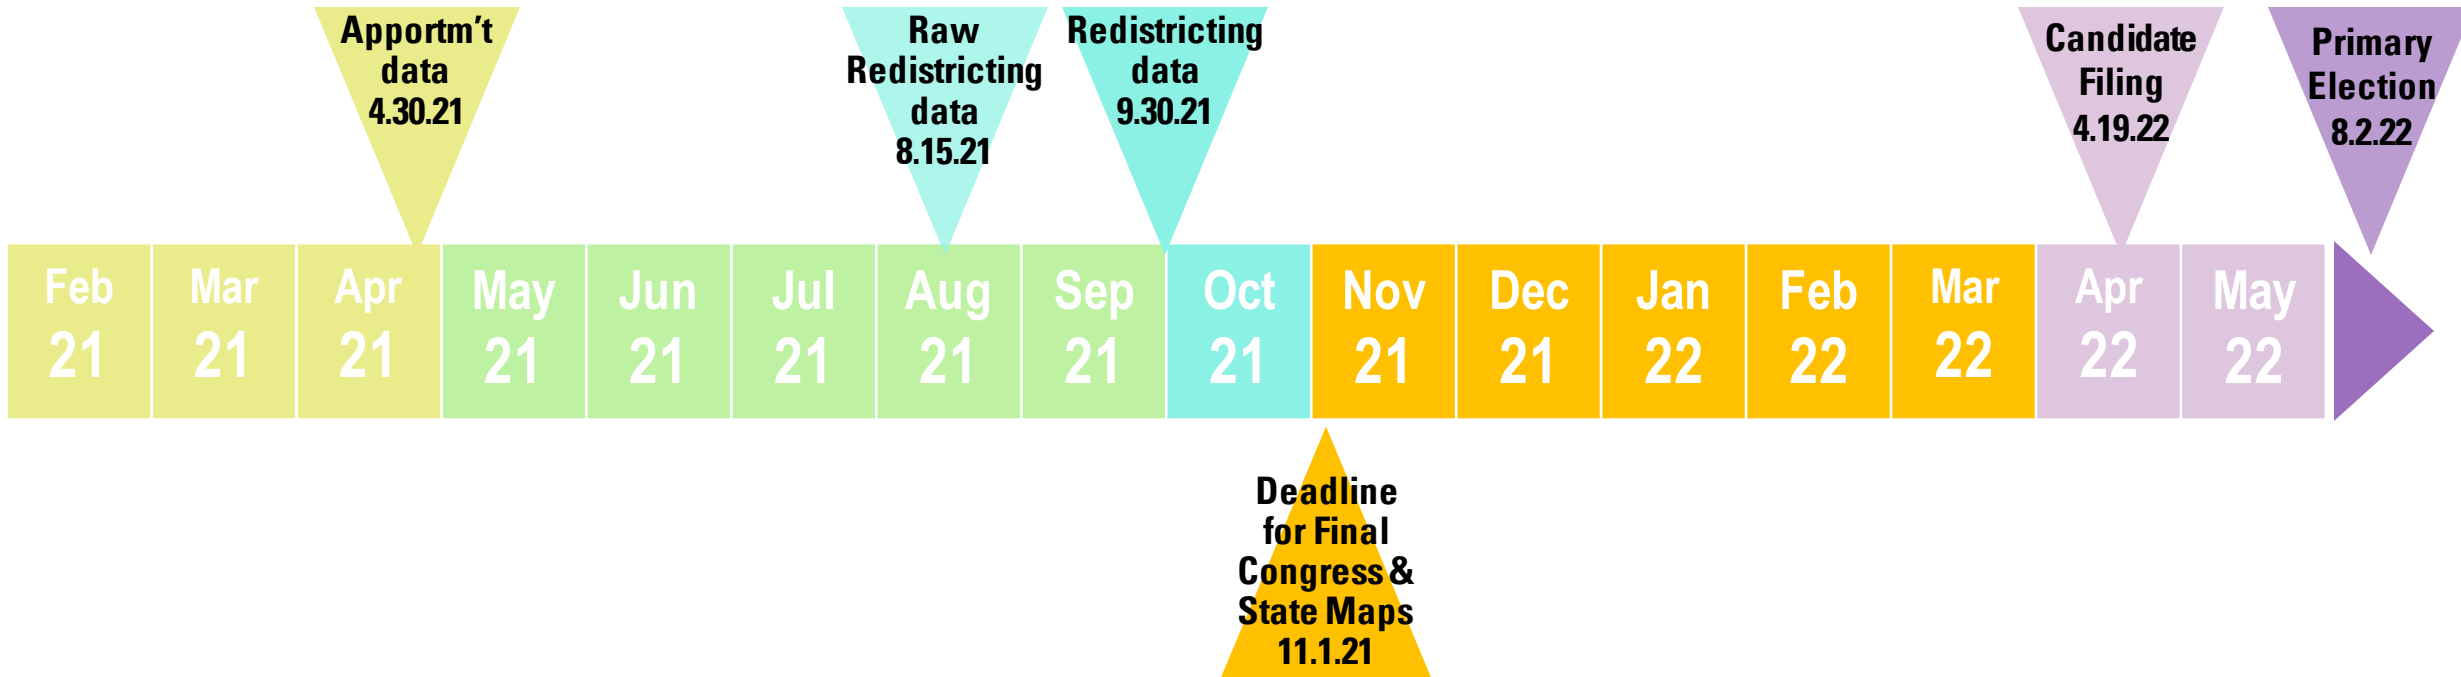 Apportm't
data
4.30.21
Raw
Redistricting
data
8.15.21
Redistricting
data
9.30.21
Candidate
Filing
4.19.22
Primary
Election
8.2.22
Feb
21
Mar
21
Apr
21
May
21
Jun
21
Jul
21
Aug
21
Sep
21
Oct
21
Nov
21
Dec
21
Jan
22
Feb
22
Mar
22
Apr
22
May
22
Deadline
for Final
Congress &
State Maps
11.1.21